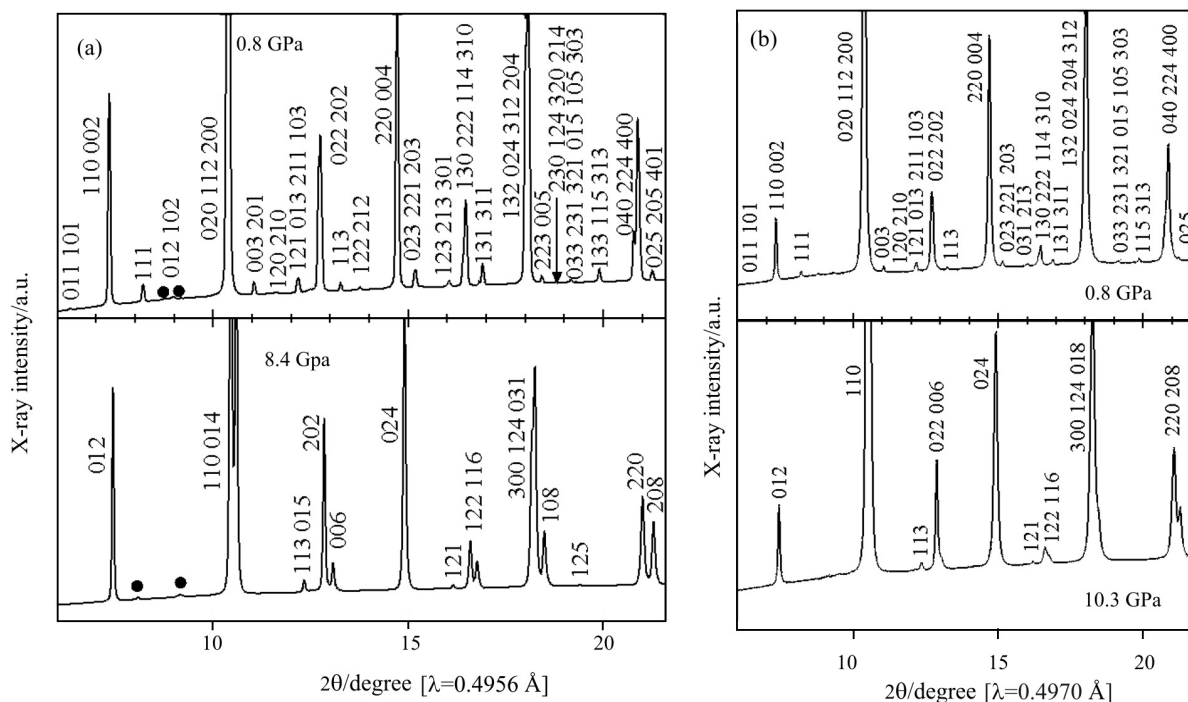 (a)
0.8 GPa
011 101
110 002
111
012 102
020 112 200
003 201
120 210
121 013 211 103
022 202
113
122 212
220 004
023 221 203
123 213 301
130 222 114 310
131 311
132 024 312 204
223 005
230 124 320 214
033 231 321 015 105 303
133 115 313
040 224 400
025 205 401
8.4 Gpa
012
110 014
113 015
202
006
024
121
122 116
300 124 031
108
125
220
208
10
15
20
X-ray intensity/a.u.
2θ/degree [λ=0.4956 Å]
(b)
011 101
110 002
111
020 112 200
003
120 210
121 013 211 103
022 202
113
220 004
023 221 203
031 213
130 222 114 310
131 311
132 024 204 312
033 231 321 015 105 303
115 313
040 224 400
025
0.8 GPa
012
110
113
022 006
024
121
122 116
300 124 018
220 208
10.3 GPa
10
15
20
X-ray intensity/a.u.
2θ/degree [λ=0.4970 Å]